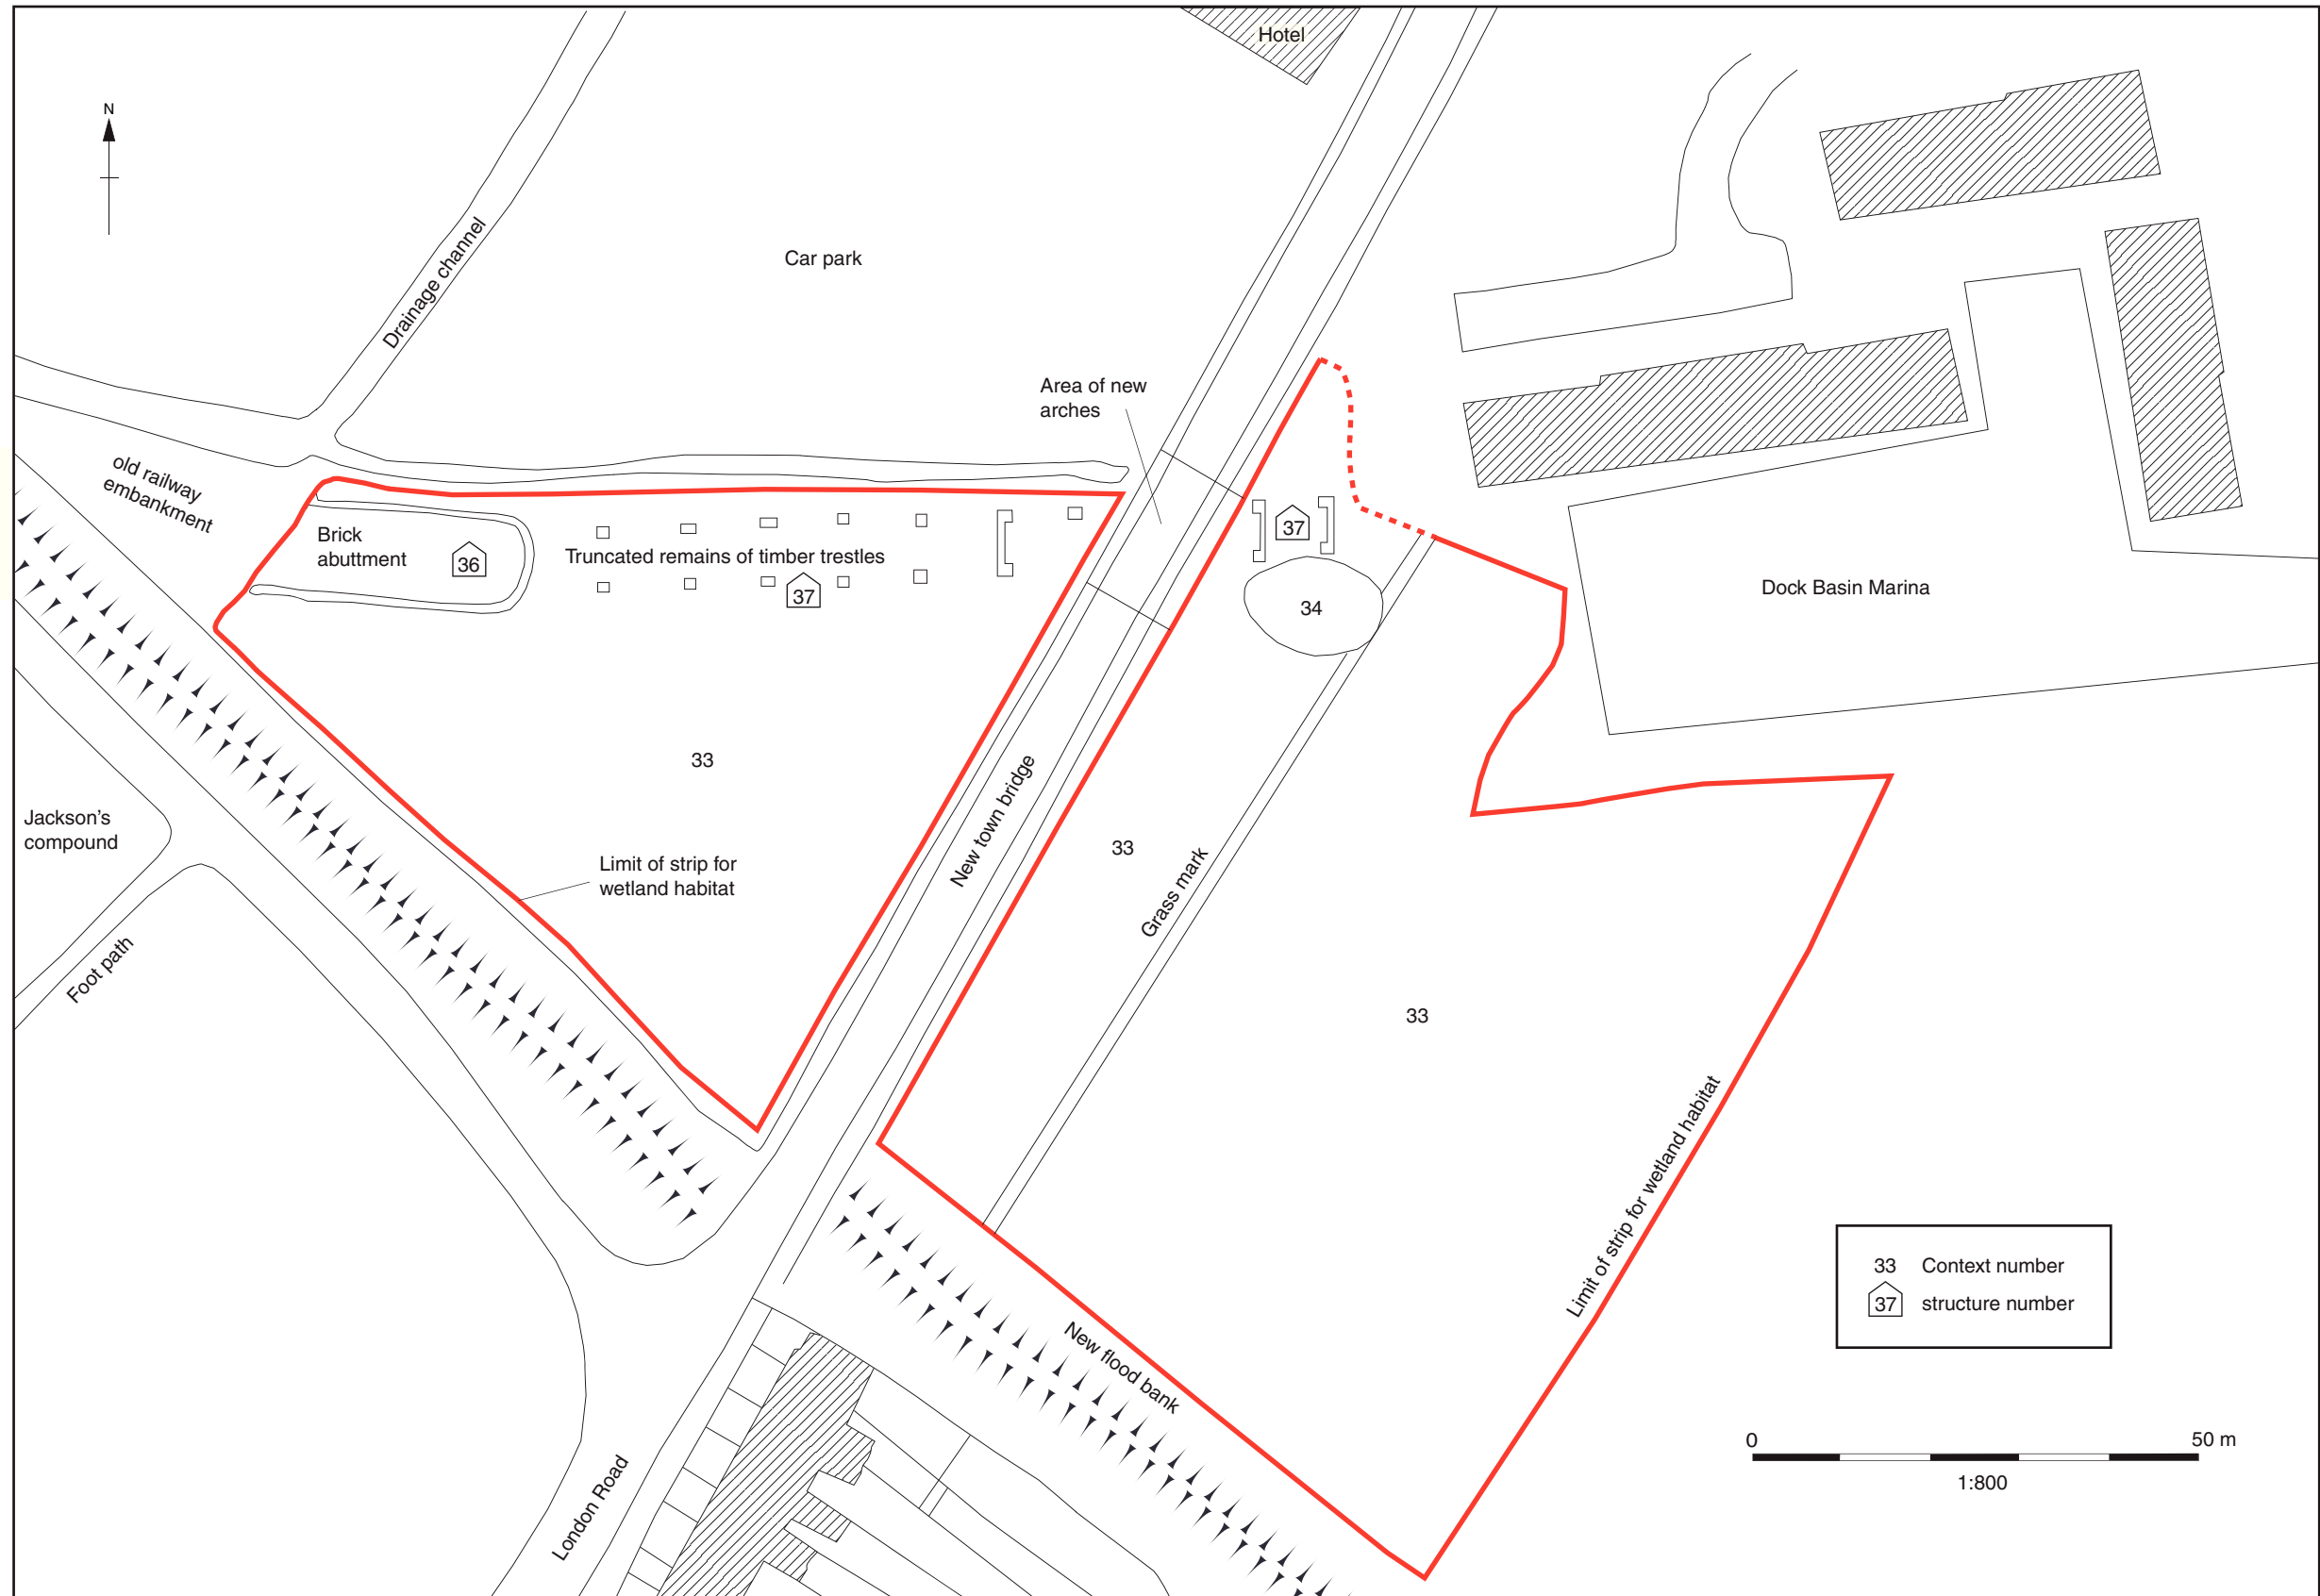 Hotel
N
Drainage channel
Car park
Area of new
arches
old railway
embankment
Brick
abuttment
36
Truncated remains of timber trestles
37
37
34
Dock Basin Marina
33
Jackson's
compound
Limit of strip for
wetland habitat
New town bridge
33
Grass mark
Foot path
33
Limit of strip for wetland habitat
New flood bank
London Road
33 Context number
37 structure number
0 50 m
1:800